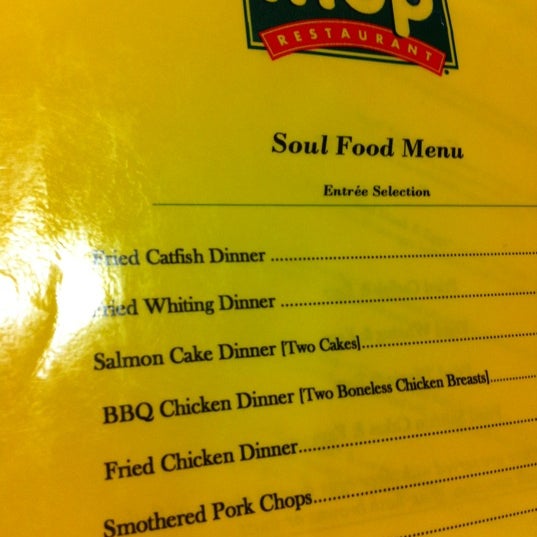 RESTAURANT
Soul Food Menu
Entrée Selection
Fried Catfish Dinner
Fried Whiting Dinner
Salmon Cake Dinner [Two Cakes]
BBQ Chicken Dinner [Two Boneless Chicken Breasts]
Fried Chicken Dinner
Smothered Pork Chops